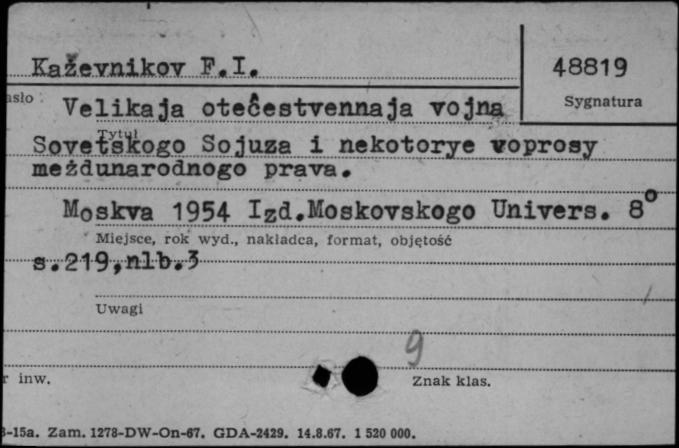 Kaževnikov F.I.
48819
asło
Sygnatura
Velikaja otečestvennaja vojna
Tytuł
Sovetskogo Sojuza i nekotorye voprosy
meždunarodnogo prava.
Moskva 1954 Izd.Moskovskogo Univers. 8°
Miejsce, rok wyd., nakładca, format, objętość
s.219,nlb.3
Uwagi
9
r inw.
Znak klas.
3-15a. Zam. 1278-DW-On-67. GDA-2429. 14.8.67. 1 520 000.